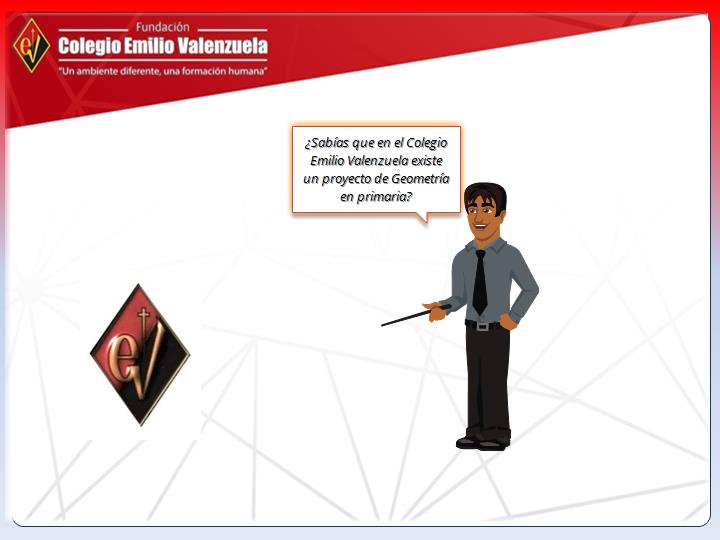 Fundación
Colegio Emilio Valenzuela
"Un ambiente diferente, una formación humana"
¿Sabías que en el Colegio
Emilio Valenzuela existe
un proyecto de Geometría
en primaria?
eV